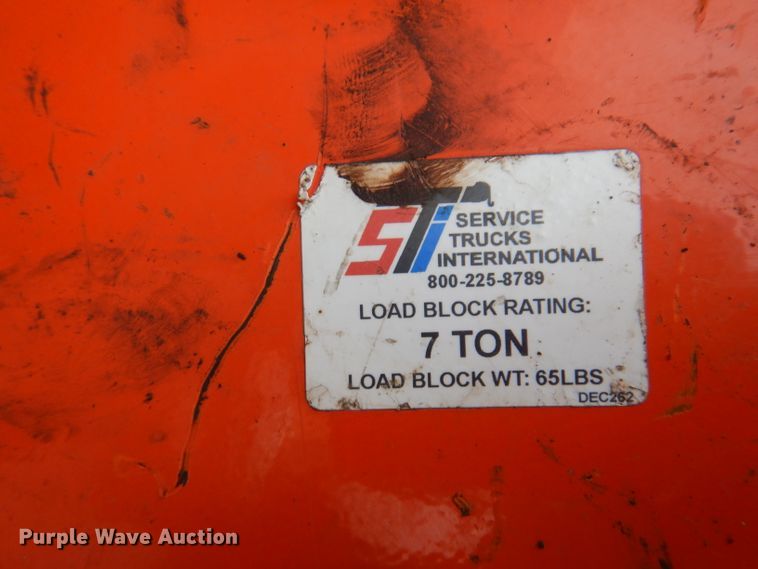 STI
SERVICE
TRUCKS
INTERNATIONAL
800-225-8789
LOAD BLOCK RATING:
7 TON
LOAD BLOCK WT: 65LBS
DEC262
Purple Wave Auction